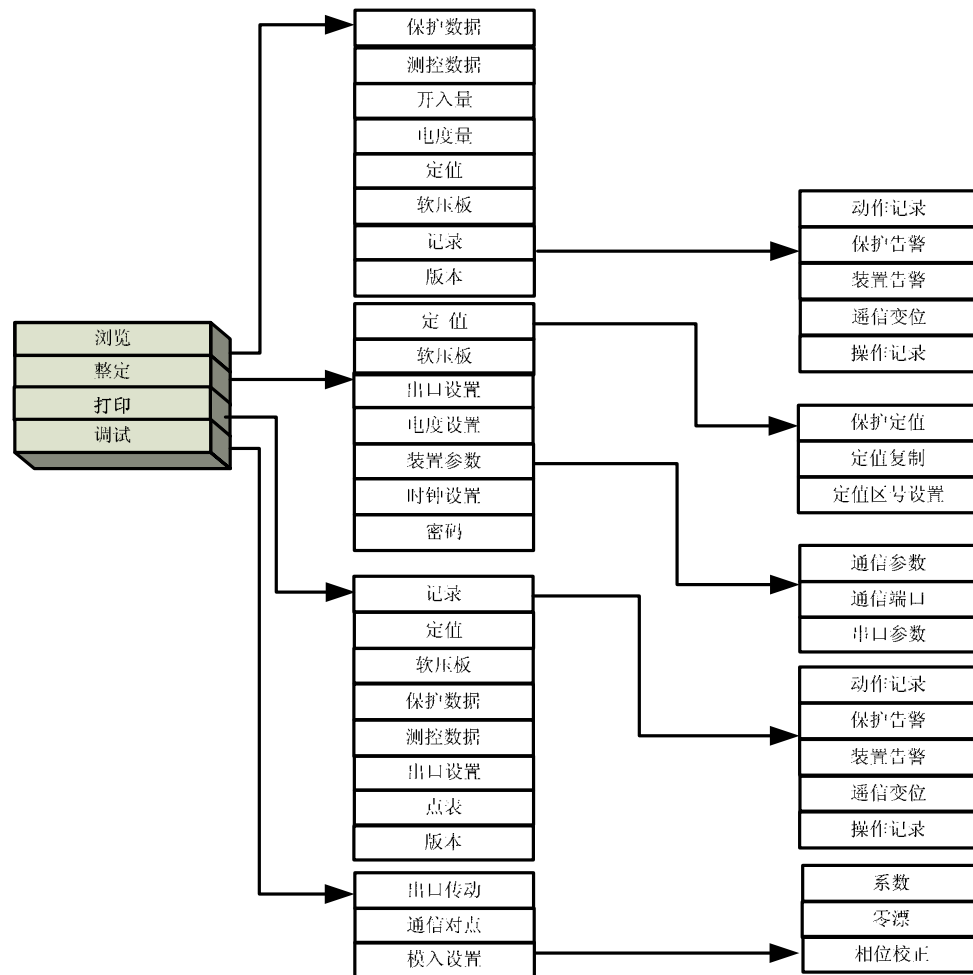 浏览
整定
打印
调试
保护数据
测控数据
开入量
电度量
定值
软压板
记录
版本
定 值
软压板
出口设置
电度设置
装置参数
时钟设置
密码
记录
定值
软压板
保护数据
测控数据
出口设置
点表
版本
出口传动
通信对点
模入设置
动作记录
保护告警
装置告警
遥信变位
操作记录
保护定值
定值复制
定值区号设置
通信参数
通信端口
串口参数
动作记录
保护告警
装置告警
遥信变位
操作记录
系数
零漂
相位校正